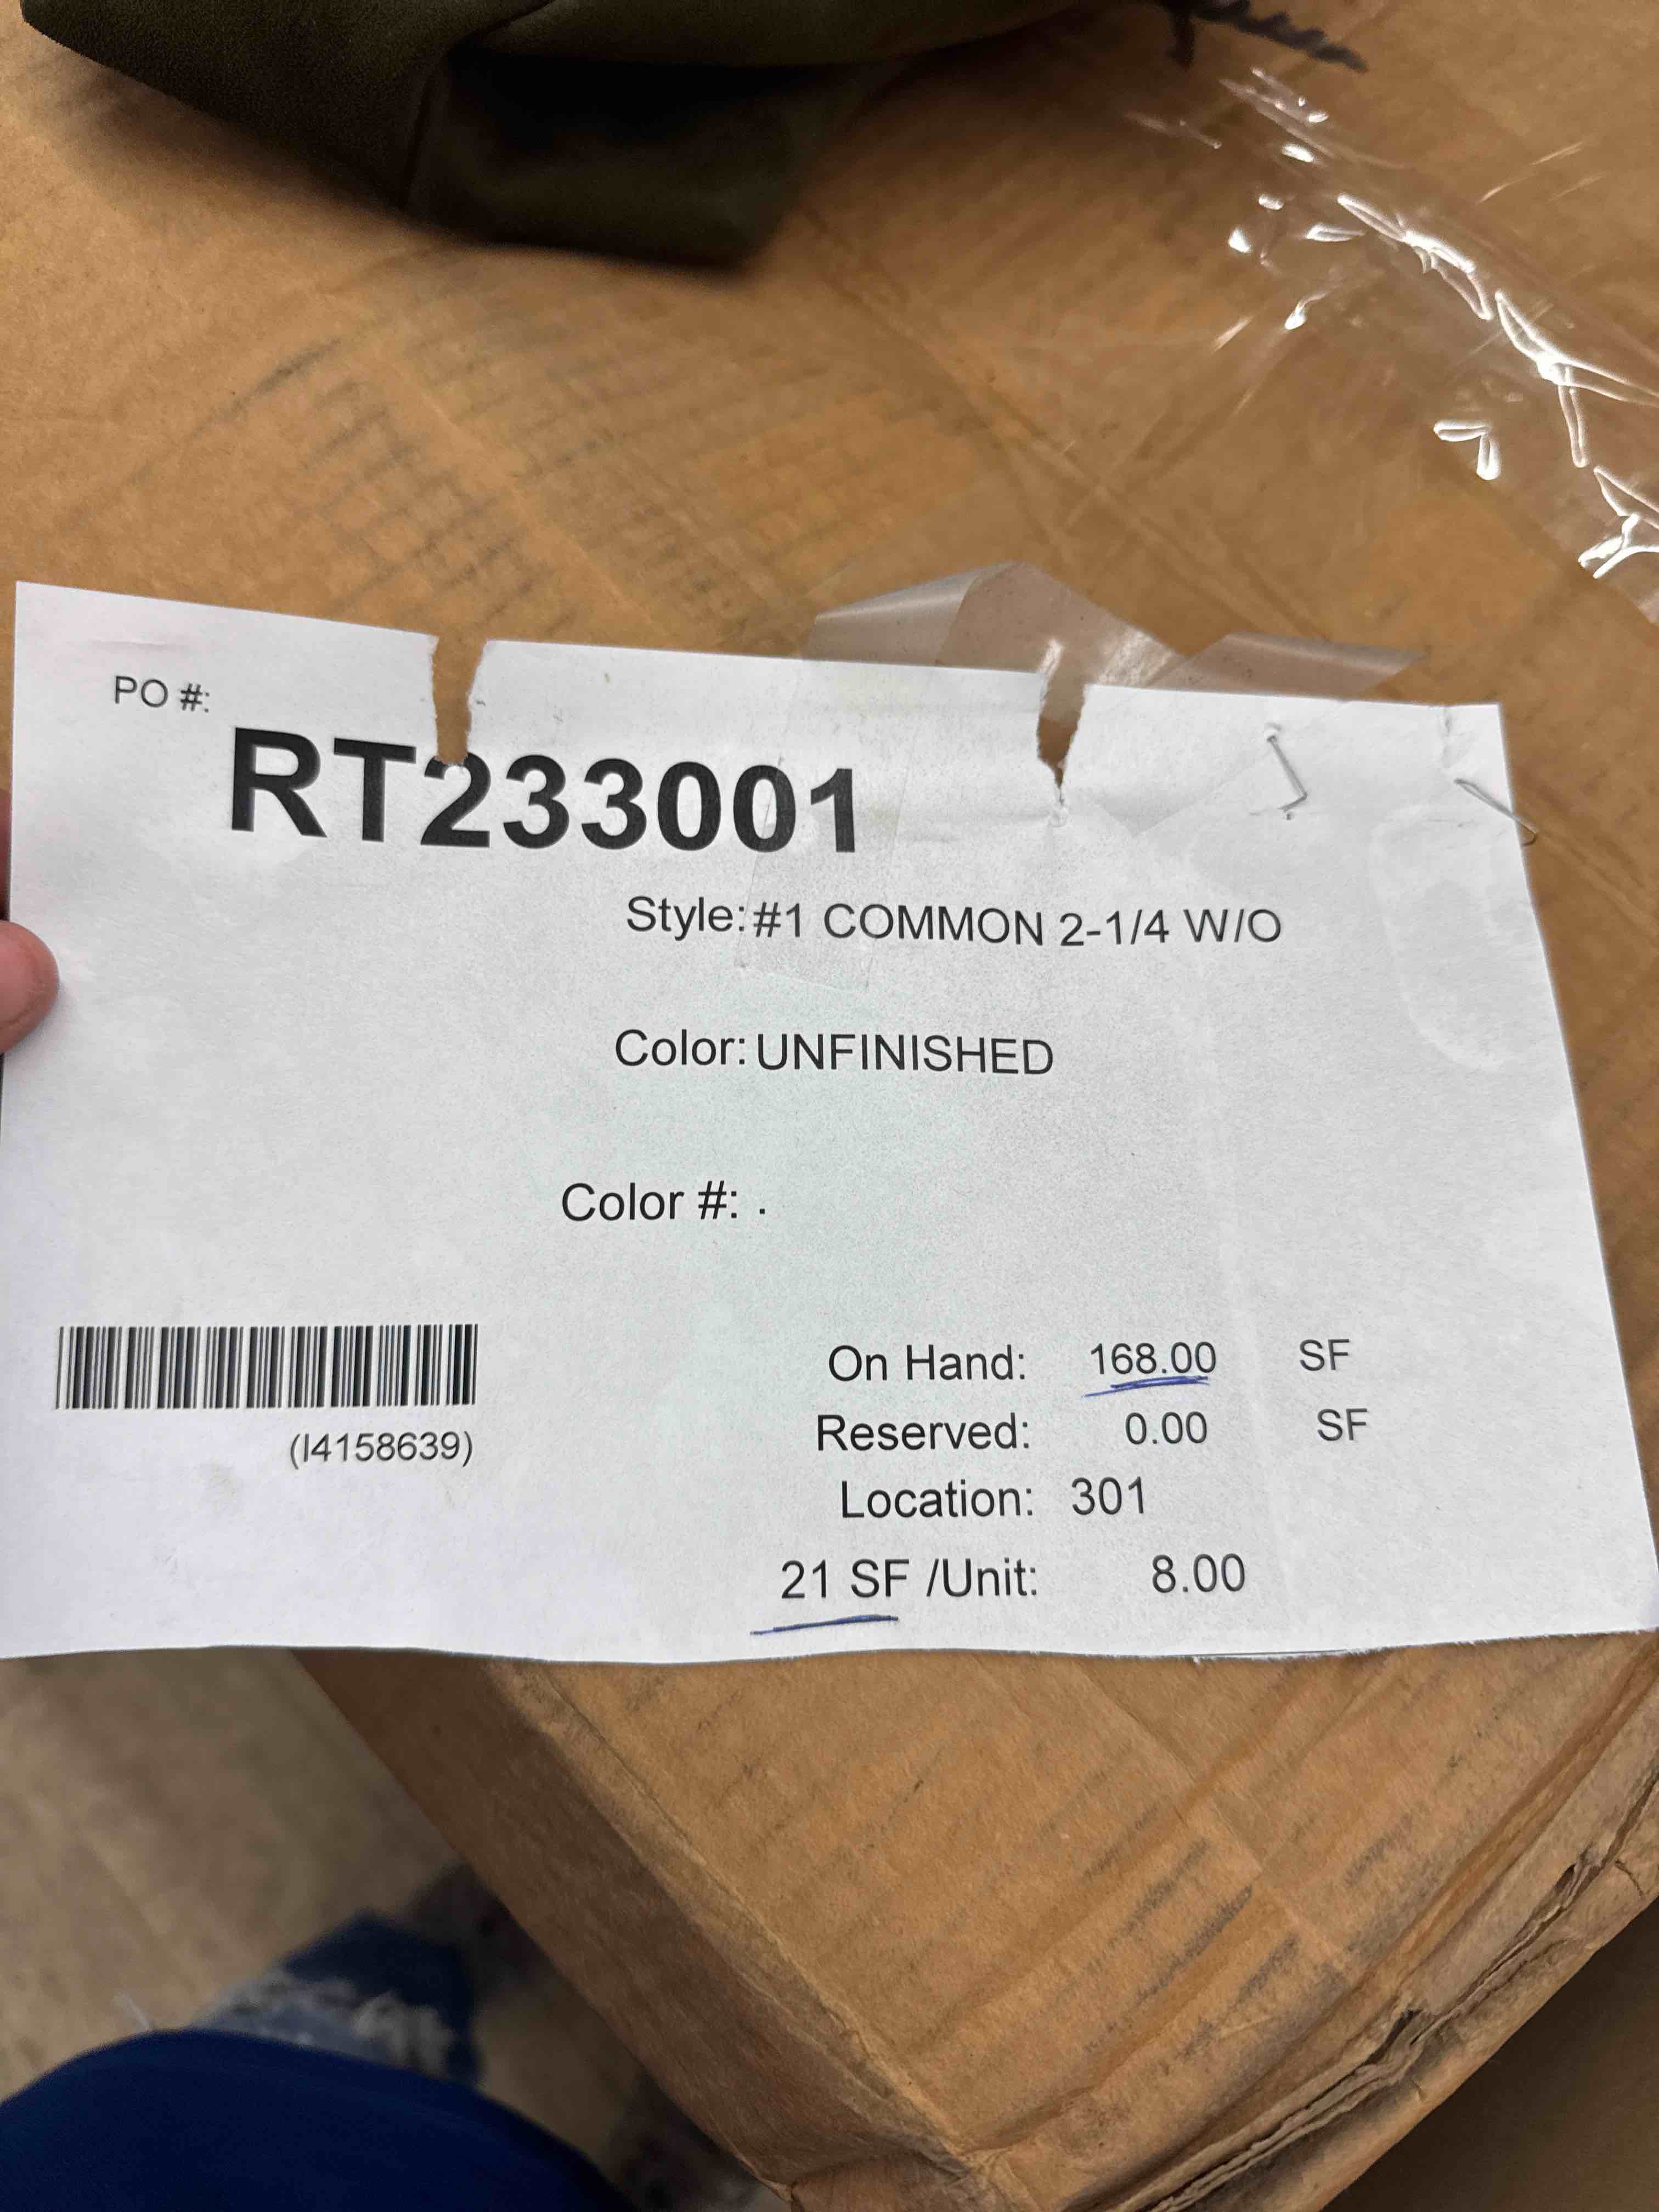 PO #:
RT233001
Style: #1 COMMON 2-1/4 W/O
Color: UNFINISHED
Color #: .
(I4158639)
On Hand: 168.00 SF
Reserved: 0.00 SF
Location: 301
21 SF /Unit: 8.00